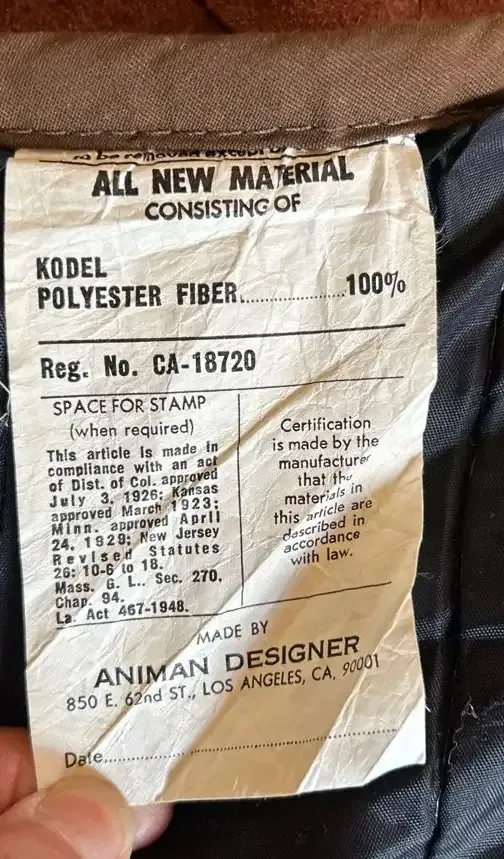 to be removed except
ALL NEW MATERIAL
CONSISTING OF
KODEL
POLYESTER FIBER......................100%
Reg. No. CA-18720
SPACE FOR STAMP
(when required)
This article is made in
compliance with an act
of Dist. of Col. approved
July 3, 1926; Kansas
approved March 1923;
Minn. approved April
24, 1929; New Jersey
Revised Statutes
26: 10-6 to 18.
Mass. G. L.. Sec. 270,
Chap. 94.
La. Act 467-1948.
Certification
is made by the
manufacturer
that the
materials in
this article are
described in
accordance
with law.
MADE BY
ANIMAN DESIGNER
850 E. 62nd ST., LOS ANGELES, CA. 90001
Date................................................